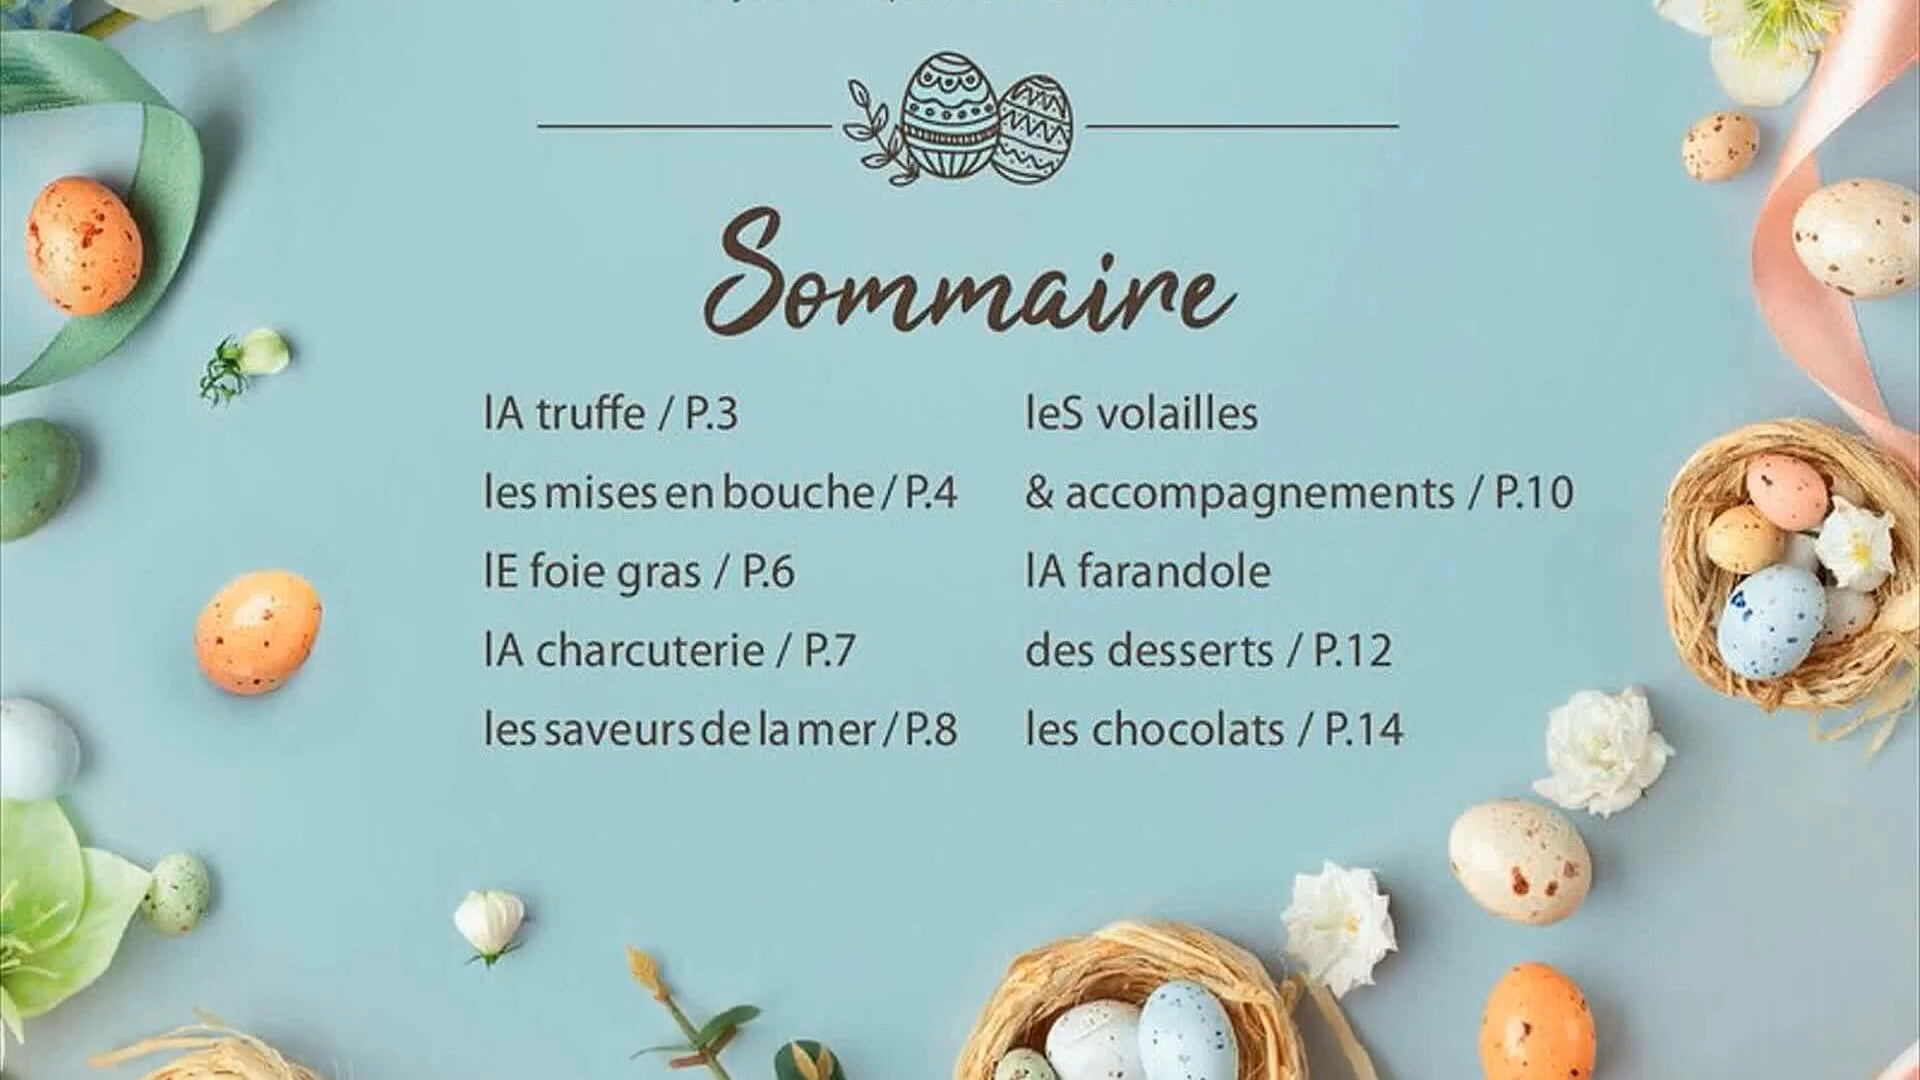 Sommaire
lA truffe / P.3
les mises en bouche / P.4
lE foie gras / P.6
lA charcuterie / P.7
les saveurs de la mer / P.8
leS volailles
& accompagnements / P.10
lA farandole
des desserts / P.12
les chocolats / P.14